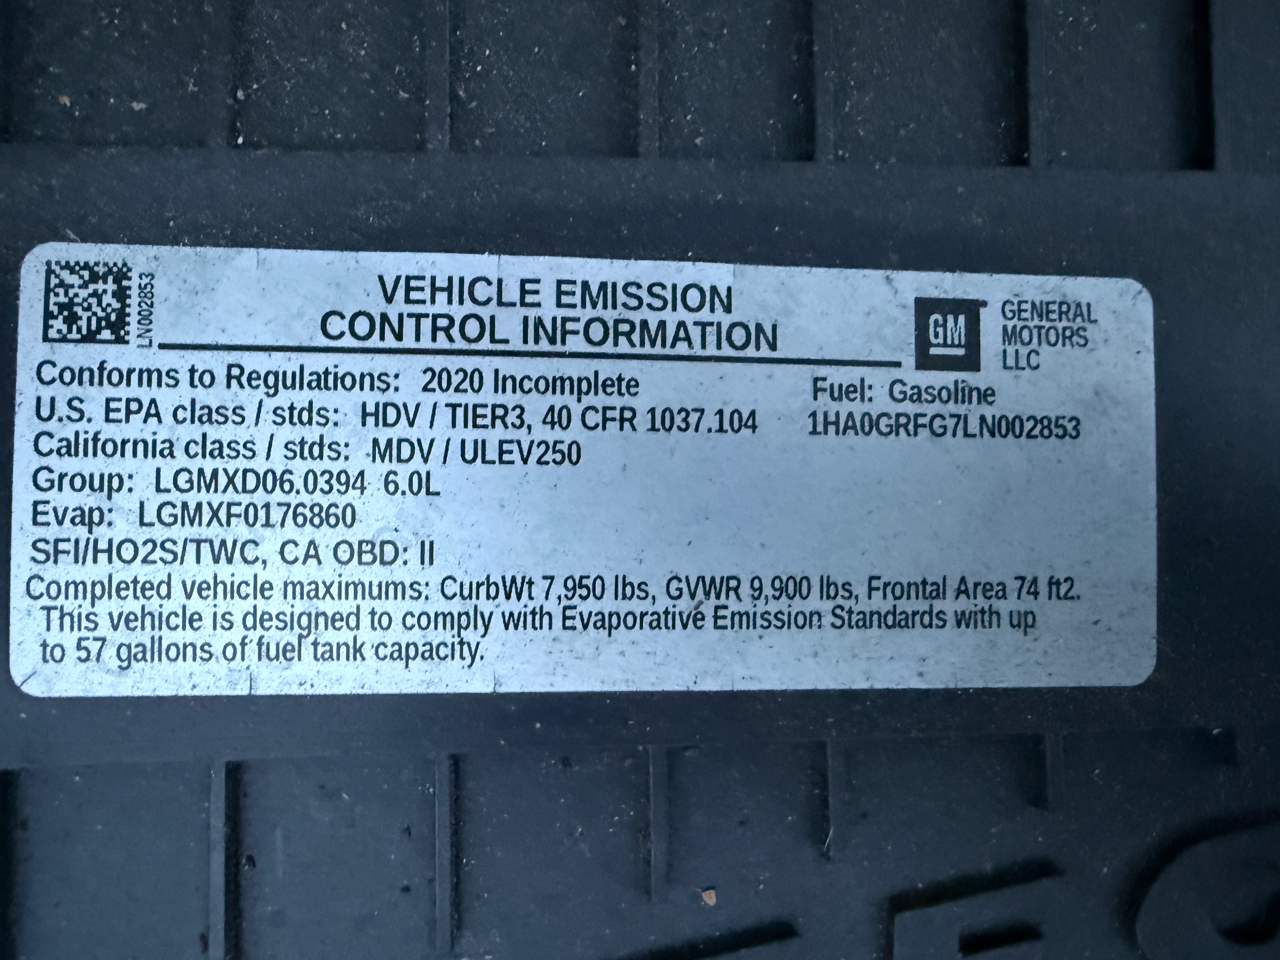 LN002853
VEHICLE EMISSION
CONTROL INFORMATION
GM
GENERAL
MOTORS
LLC
Conforms to Regulations: 2020 Incomplete
Fuel: Gasoline
U.S. EPA class / stds: HDV / TIER3, 40 CFR 1037.104
1HA0GRFG7LN002853
California class / stds: MDV / ULEV250
Group: LGMXD06.0394 6.0L
Evap: LGMXF0176860
SFI/HO2S/TWC, CA OBD: II
Completed vehicle maximums: CurbWt 7,950 lbs, GVWR 9,900 lbs, Frontal Area 74 ft2.
This vehicle is designed to comply with Evaporative Emission Standards with up
to 57 gallons of fuel tank capacity.